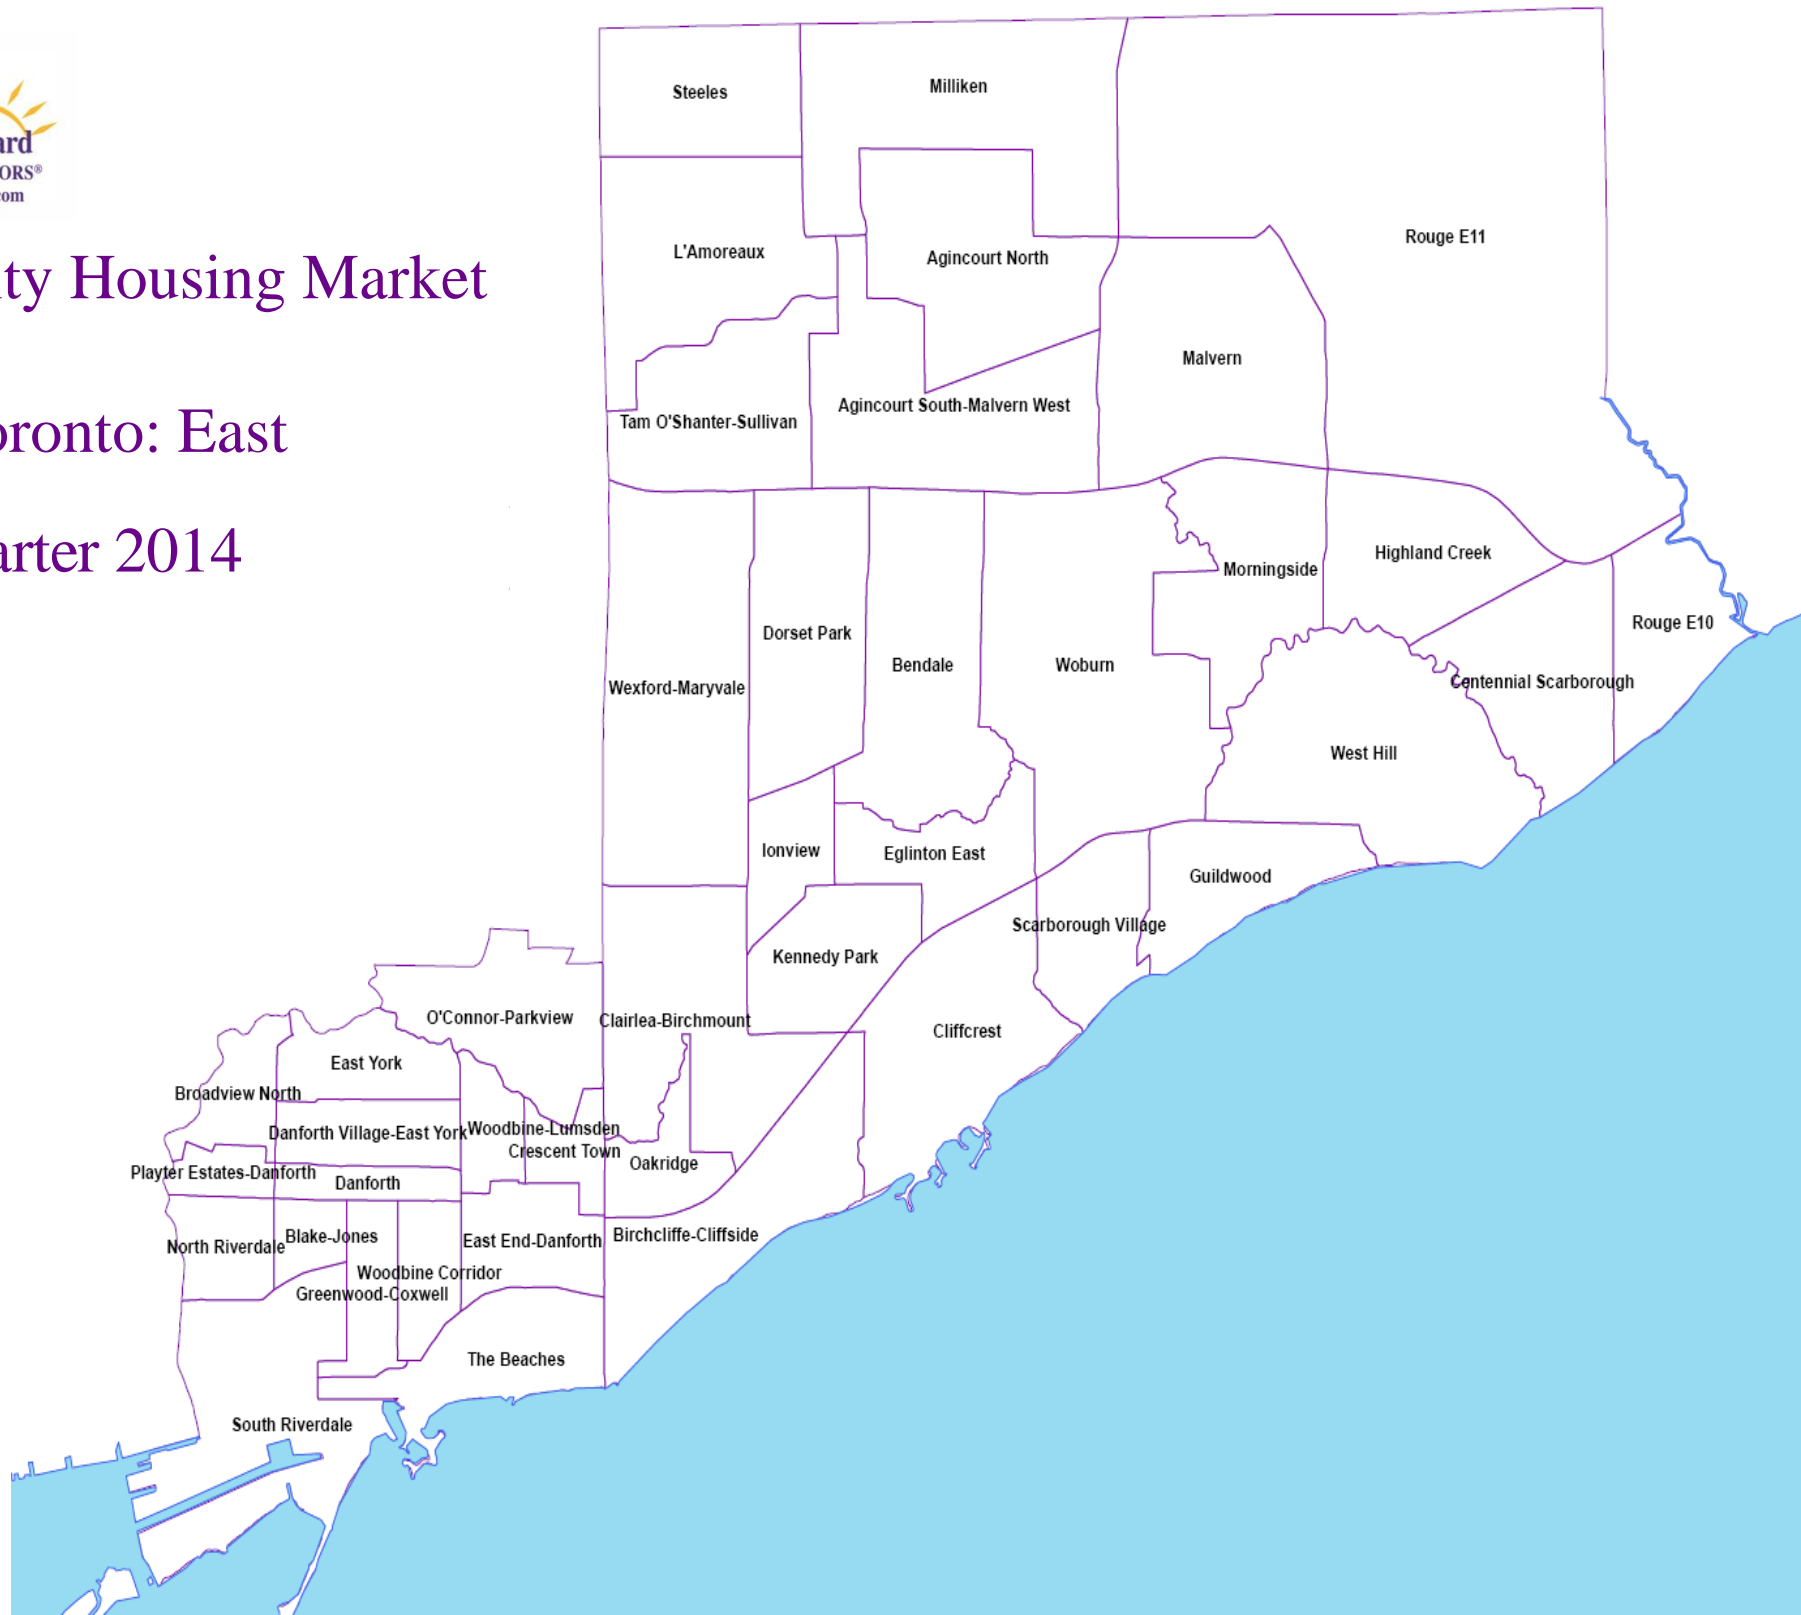 ard
ORS®
com
ity Housing Market
oronto: East
arter 2014
Steeles
Milliken
L'Amoreaux
Agincourt North
Rouge E11
Malvern
Tam O'Shanter-Sullivan
Agincourt South-Malvern West
Highland Creek
Morningside
Rouge E10
Dorset Park
Bendale
Woburn
Wexford-Maryvale
Centennial Scarborough
West Hill
Ionview
Eglinton East
Guildwood
Scarborough Village
Kennedy Park
O'Connor-Parkview
Clairlea-Birchmount
Cliffcrest
East York
Broadview North
Danforth Village-East York
Woodbine-Lumsden
Crescent Town
Oakridge
Playter Estates-Danforth
Danforth
North Riverdale
Blake-Jones
East End-Danforth
Birchcliffe-Cliffside
Woodbine Corridor
Greenwood-Coxwell
The Beaches
South Riverdale